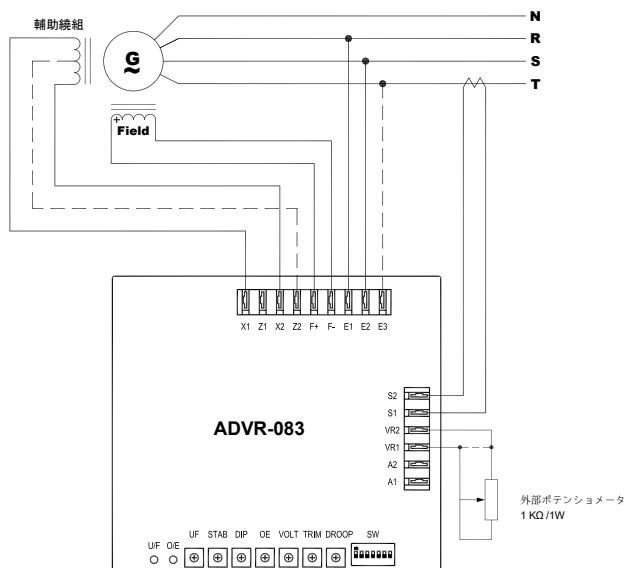 輔助繞組
N
R
S
T
G
~
+
Field
X1 Z1 X2 Z2 F+ F- E1 E2 E3
S2
S1
VR2
VR1
A2
A1
ADVR-083
外部ポテンショメータ
1 KΩ /1W
U/F O/E UF STAB DIP OE VOLT TRIM DROOP SW